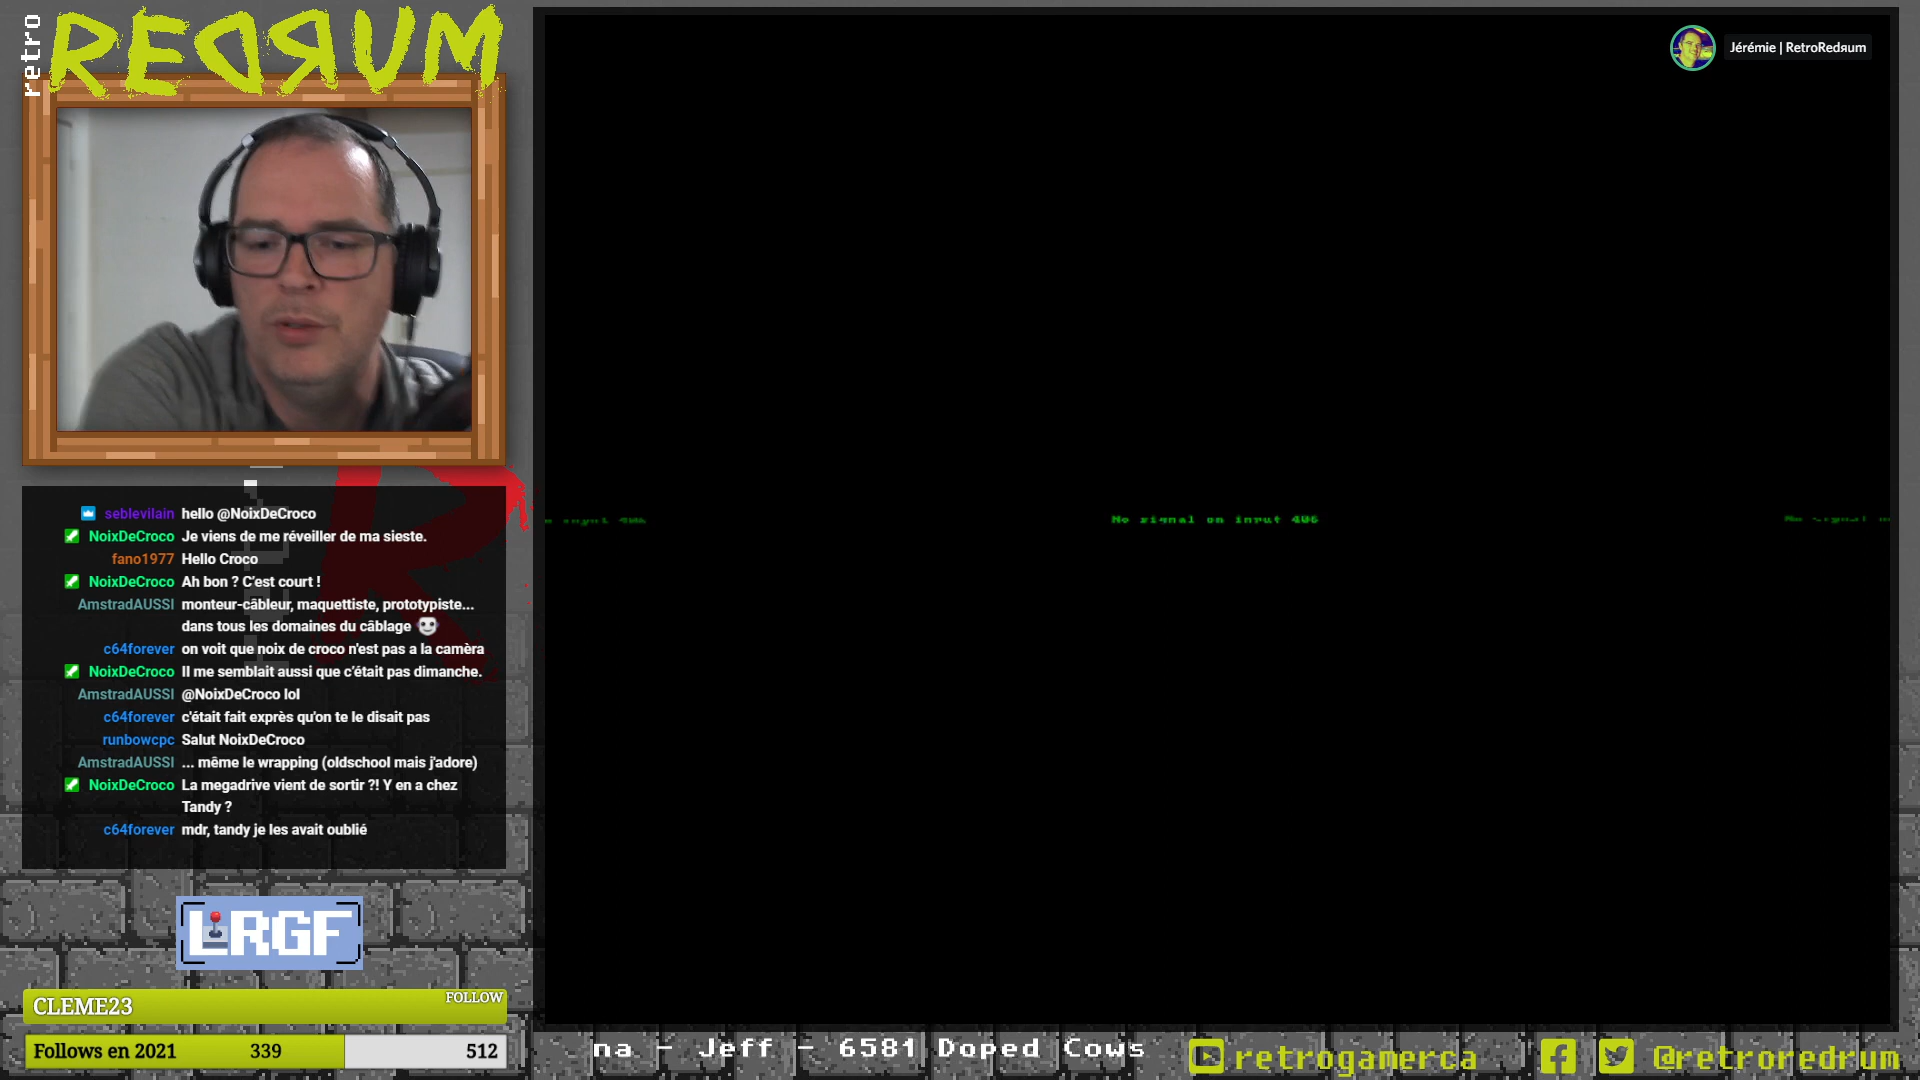 retro
REDRUM
Jérémie | RetroRedrum
No signal on input 406
seblevilain hello @NoixDeCroco
NoixDeCroco Je viens de me réveiller de ma sieste.
fano1977 Hello Croco
NoixDeCroco Ah bon ? C'est court !
AmstradAUSSI monteur-câbleur, maquettiste, prototypiste...
dans tous les domaines du câblage
c64forever on voit que noix de croco n'est pas a la camèra
NoixDeCroco Il me semblait aussi que c'était pas dimanche.
AmstradAUSSI @NoixDeCroco lol
c64forever c'était fait exprès qu'on te le disait pas
runbowcpc Salut NoixDeCroco
AmstradAUSSI ... même le wrapping (oldschool mais j'adore)
NoixDeCroco La megadrive vient de sortir ?! Y en a chez
Tandy ?
c64forever mdr, tandy je les avait oublié
LRGF
CLEME23 FOLLOW
Follows en 2021 339 512
na - Jeff - 6581 Doped Cows
retrogamerca
@retroredrum